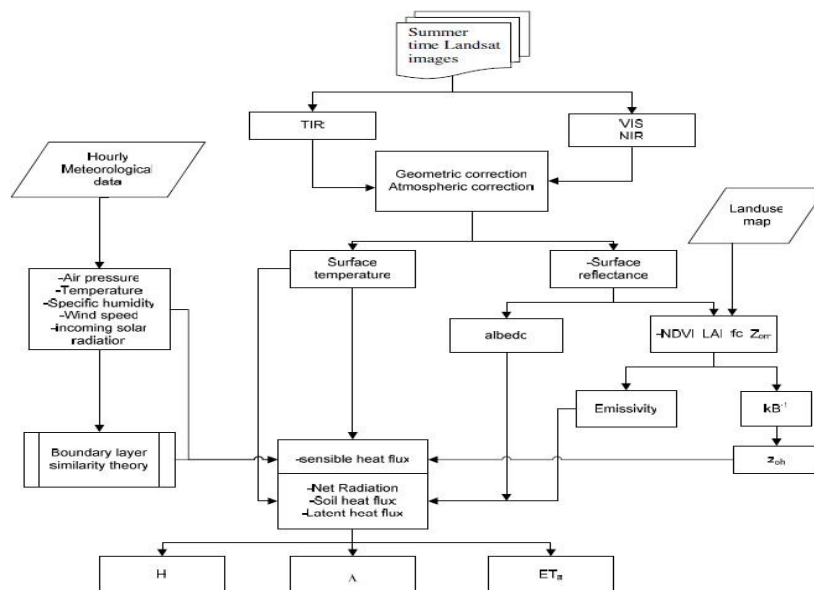 Summer
time Landsat
images
TIR
VIS
NIR
Hourly
Meteorological
data
Geometric correction
Atmospheric correction
Landuse
map
-Air pressure
-Temperature
-Specific humidity
-Wind speed
-incoming solar
radiation
Surface
temperature
-Surface
reflectance
albedo
-NDVI LAI fc Zom
Emissivity
kB-1
Boundary layer
similarity theory
-sensible heat flux
zoh
-Net Radiation
-Soil heat flux
-Latent heat flux
H
Λ
ETa